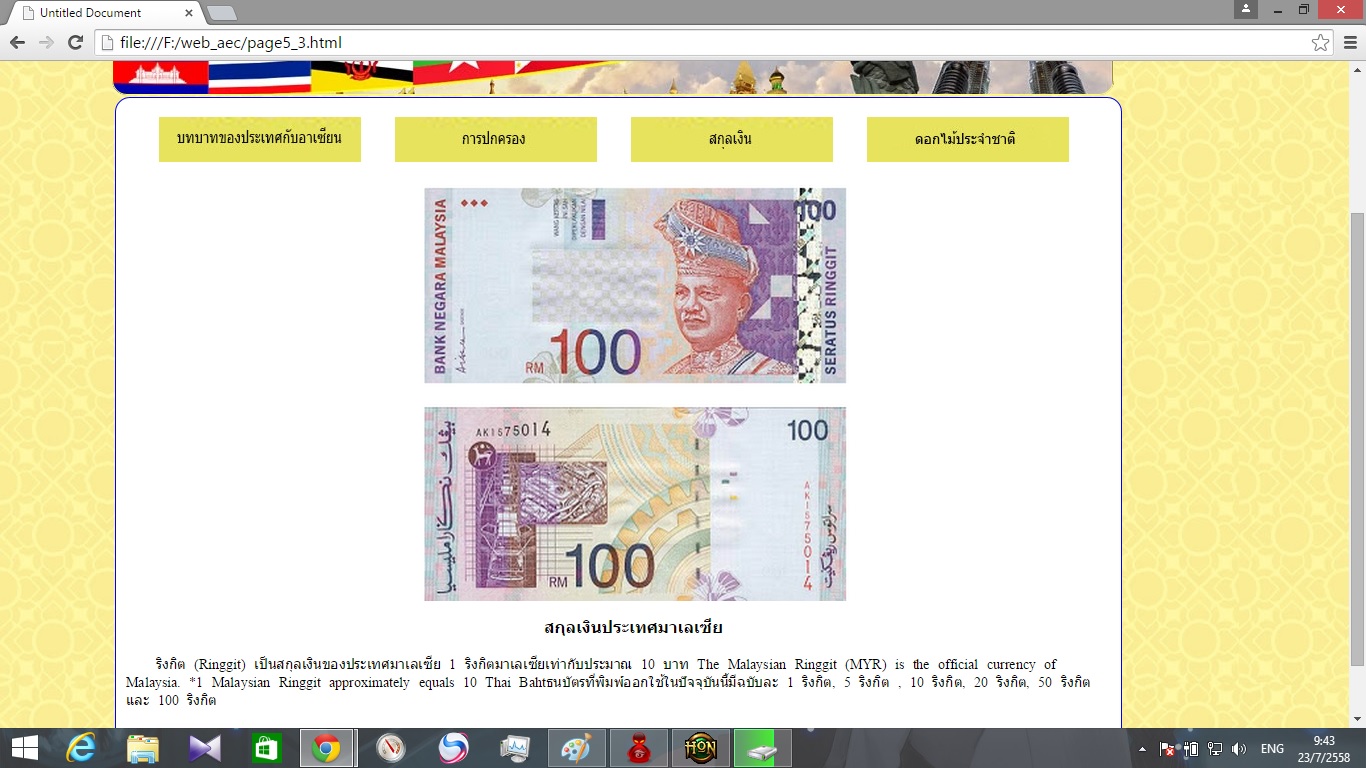 Untitled Document
file:///F:/web_aec/page5_3.html
บทบาทของประเทศกับอาเซียน
การปกครอง
สกุลเงิน
ดอกไม้ประจำชาติ
BANK NEGARA MALAYSIA
WANG KERTAS
INI SAH
DIPERLAKUKAN
DENGAN NILAI
100
SERATUS RINGGIT
RM 100
AK1575014
100
AK1575014
RM 100
สกุลเงินประเทศมาเลเซีย
ริงกิต (Ringgit) เป็นสกุลเงินของประเทศมาเลเซีย 1 ริงกิตมาเลเซียเท่ากับประมาณ 10 บาท The Malaysian Ringgit (MYR) is the official currency of
Malaysia. *1 Malaysian Ringgit approximately equals 10 Thai Bahtธนบัตรที่พิมพ์ออกใช้ในปัจจุบันนี้มีฉบับละ 1 ริงกิต, 5 ริงกิต , 10 ริงกิต, 20 ริงกิต, 50 ริงกิต
และ 100 ริงกิต
HON
ENG
9:43
23/7/2558